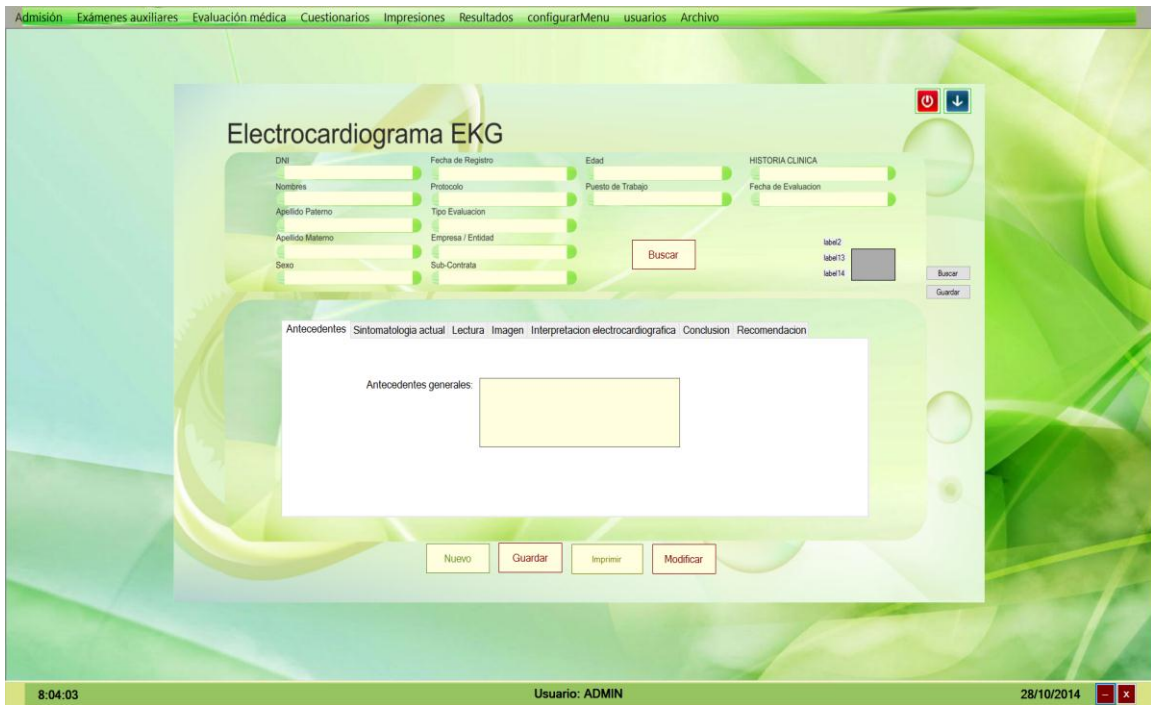 Admisión Exámenes auxiliares Evaluación médica Cuestionarios Impresiones Resultados configurarMenu usuarios Archivo
Electrocardiograma EKG
DNI Fecha de Registro Edad HISTORIA CLINICA
Nombres Protocolo Puesto de Trabajo Fecha de Evaluacion
Apellido Paterno Tipo Evaluacion
Apellido Materno Empresa / Entidad
Sexo Sub-Contrata
Buscar
label2
label13
label14
Buscar
Guardar
Antecedentes Sintomatologia actual Lectura Imagen Interpretacion electrocardiografica Conclusion Recomendacion
Antecedentes generales:
Nuevo Guardar Imprimir Modificar
8:04:03 Usuario: ADMIN 28/10/2014 – x